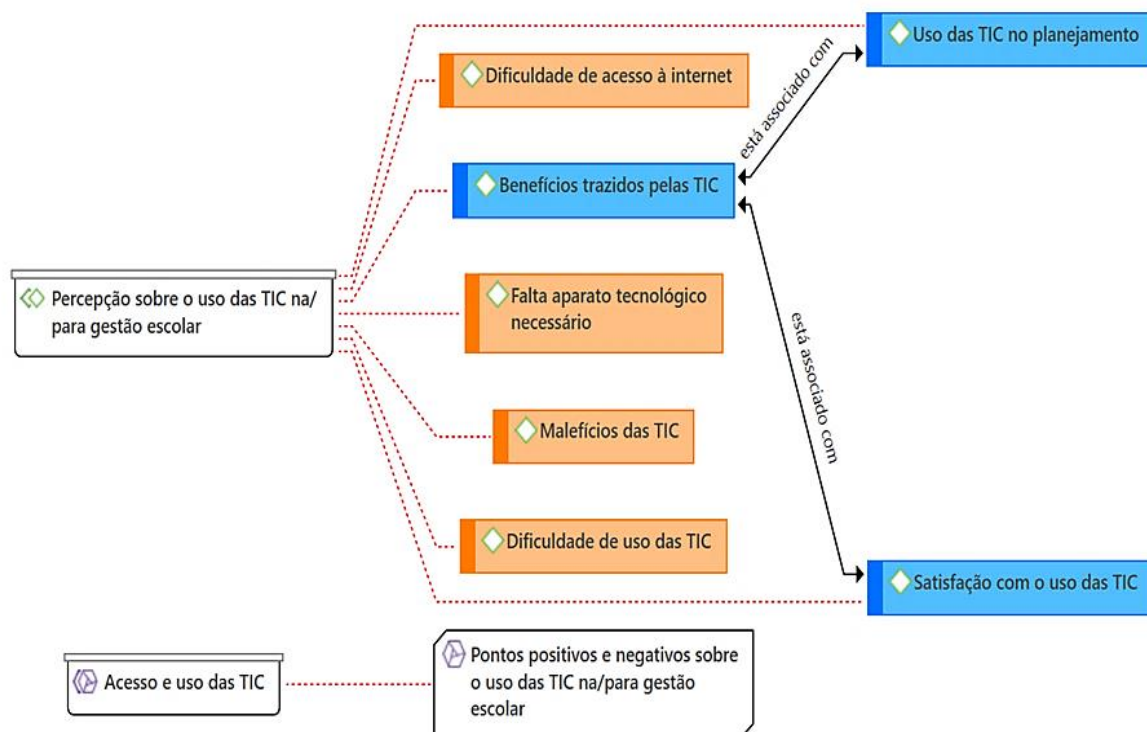 Uso das TIC no planejamento
Dificuldade de acesso à internet
está associado com
Benefícios trazidos pelas TIC
Percepção sobre o uso das TIC na/
para gestão escolar
Falta aparato tecnológico
necessário
está associado com
Malefícios das TIC
Dificuldade de uso das TIC
Satisfação com o uso das TIC
Acesso e uso das TIC
Pontos positivos e negativos sobre
o uso das TIC na/para gestão
escolar